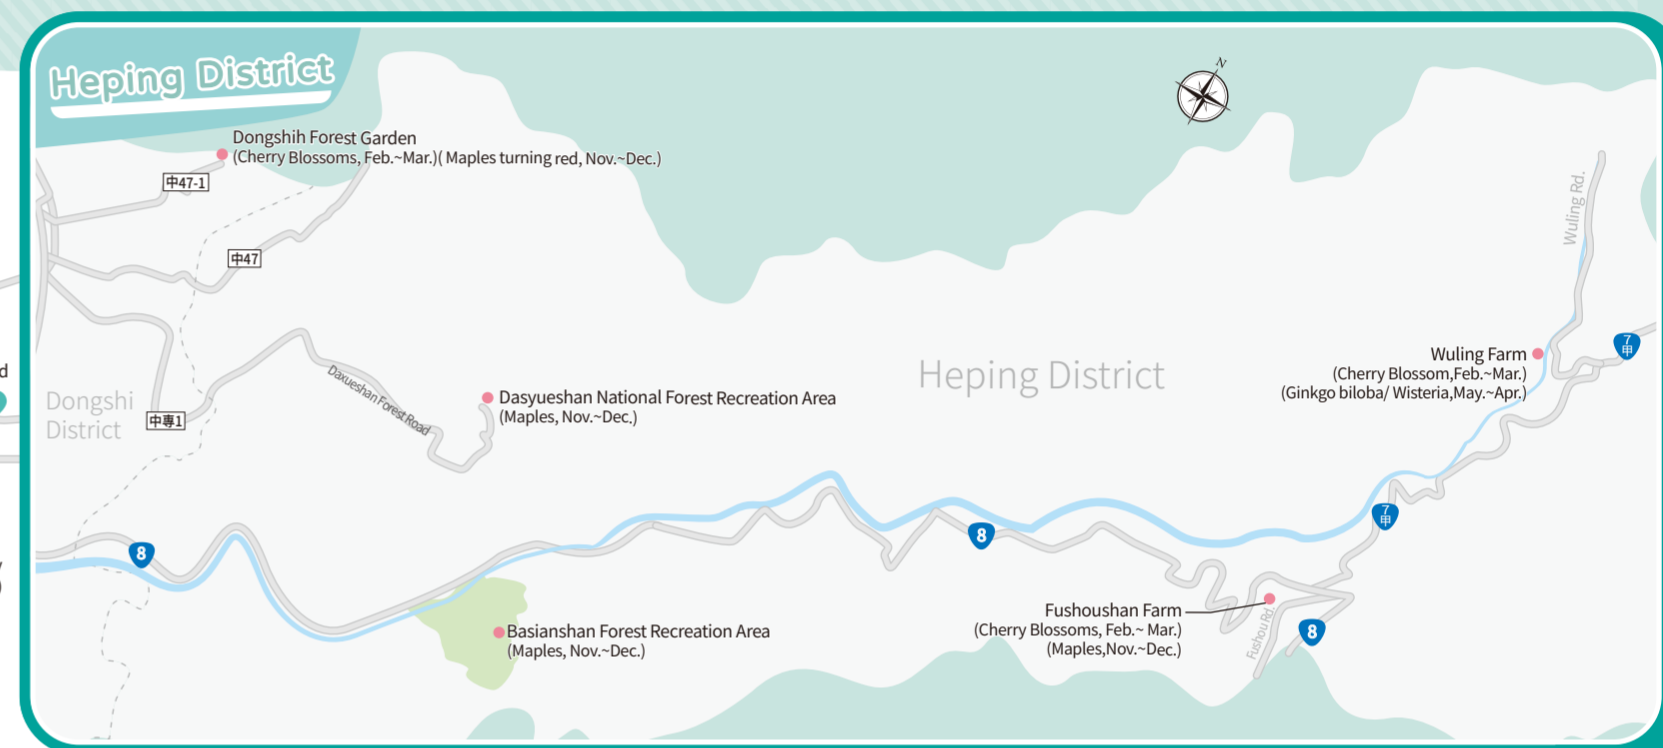 Heping District
N
Dongshih Forest Garden
(Cherry Blossoms, Feb.~Mar.)( Maples turning red, Nov.~Dec.)
中47-1
Wuling Rd.
中47
7
甲
Wuling Farm
(Cherry Blossom,Feb.~Mar.)
(Ginkgo biloba/ Wisteria,May.~Apr.)
Heping District
d
Daxueshan Forest Road
Dasyueshan National Forest Recreation Area
(Maples, Nov.~Dec.)
Dongshi
District
中専1
7
甲
8
8
Fushoushan Farm
(Cherry Blossoms, Feb.~ Mar.)
(Maples,Nov.~Dec.)
Fushou Rd.
8
Basianshan Forest Recreation Area
(Maples, Nov.~Dec.)